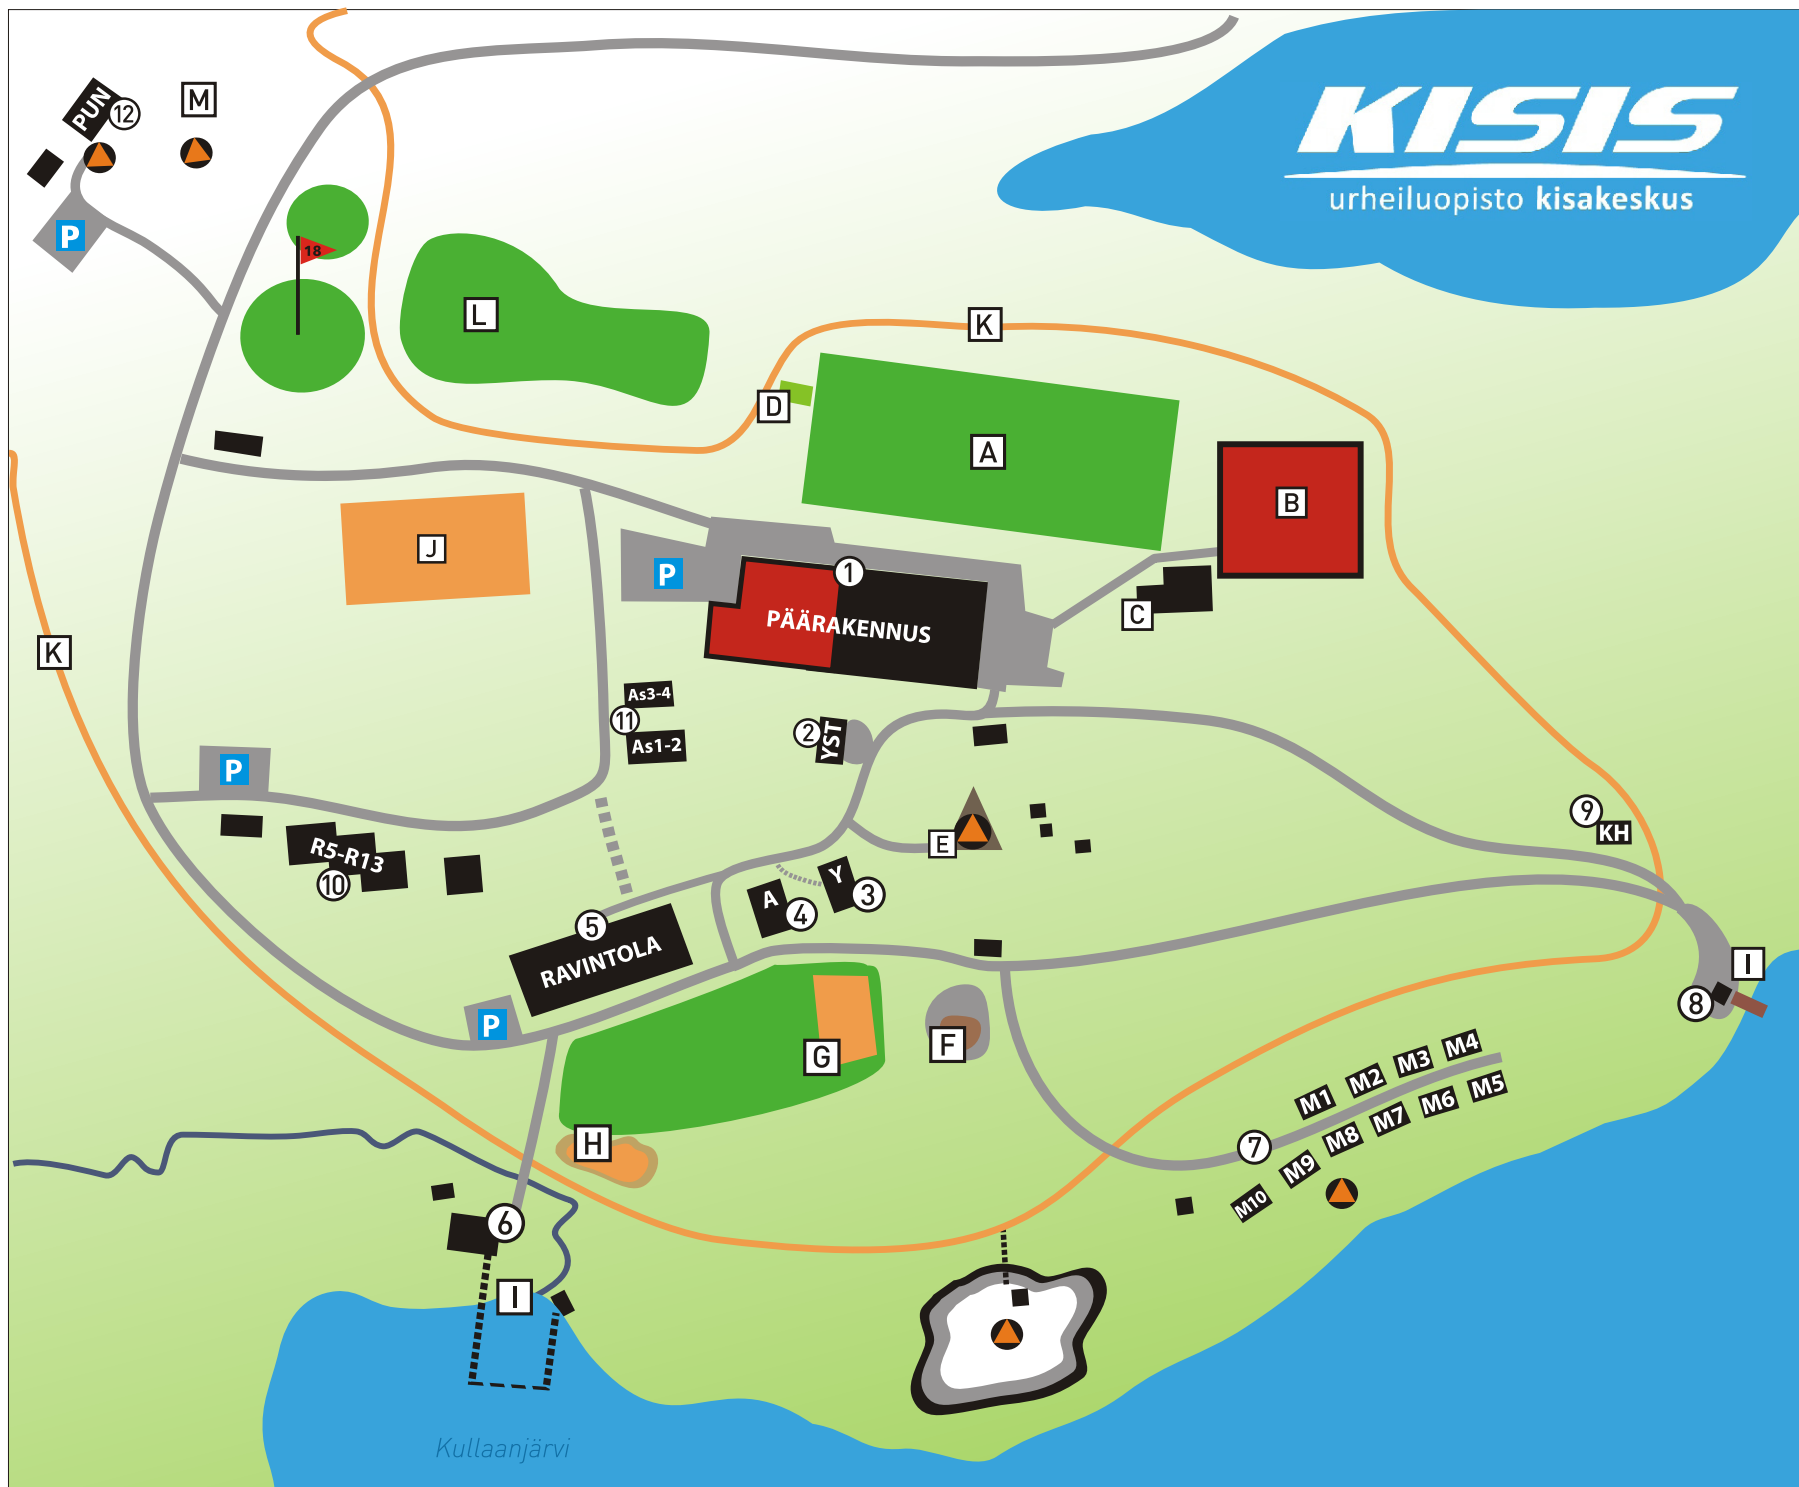 KISIS
urheiluopisto kisakeskus
PUN
12
M
P
18
L
K
D
A
B
J
P
1
PÄÄRAKENNUS
C
K
As3-4
11
As1-2
2
YST
P
R5-R13
10
E
9
KH
Y
3
A
4
5
RAVINTOLA
P
G
F
I
8
H
M1
M2
M3
M4
M5
M6
M7
M8
M9
M10
7
6
I
Kullaanjärvi